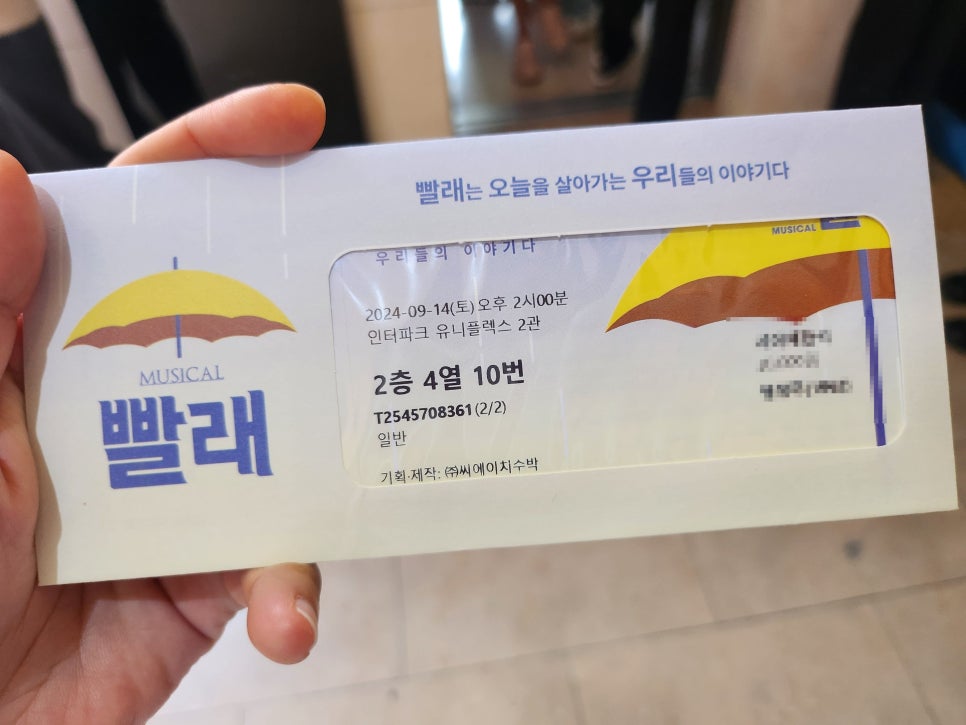 빨래는 오늘을 살아가는 우리들의 이야기다
MUSICAL
빨래
우리들의 이야기다
MUSICAL
2024-09-14(토) 오후 2시00분
인터파크 유니플렉스 2관
2층 4열 10번
T2545708361 (2/2)
일반
기획·제작: ㈜씨에이치수박